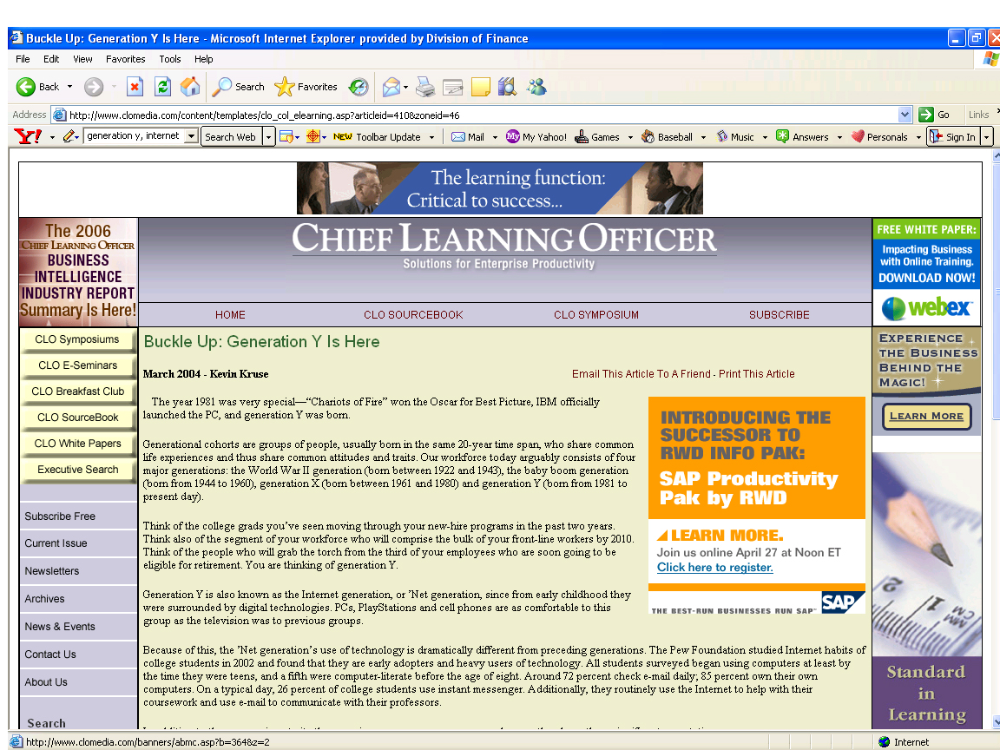 Buckle Up: Generation Y Is Here - Microsoft Internet Explorer provided by Division of Finance
File Edit View Favorites Tools Help
Back Search Favorites
Address http://www.clomedia.com/content/templates/clo_col_elearning.asp?articleid=410&zoneid=46 Go Links
Y! generation y, internet Search Web NEW Toolbar Update Mail My My Yahoo! Games Baseball Music Answers Personals Sign In
The learning function:
Critical to success...
The 2006
CHIEF LEARNING OFFICER
BUSINESS
INTELLIGENCE
INDUSTRY REPORT
Summary Is Here!
CHIEF LEARNING OFFICER
Solutions for Enterprise Productivity
FREE WHITE PAPER:
Impacting Business
with Online Training.
DOWNLOAD NOW!
webex
HOME CLO SOURCEBOOK CLO SYMPOSIUM SUBSCRIBE
CLO Symposiums
CLO E-Seminars
CLO Breakfast Club
CLO SourceBook
CLO White Papers
Executive Search
Subscribe Free
Current Issue
Newsletters
Archives
News & Events
Contact Us
About Us
Search
Buckle Up: Generation Y Is Here
March 2004 - Kevin Kruse Email This Article To A Friend - Print This Article
The year 1981 was very special—“Chariots of Fire” won the Oscar for Best Picture, IBM officially
launched the PC, and generation Y was born.
Generational cohorts are groups of people, usually born in the same 20-year time span, who share common
life experiences and thus share common attitudes and traits. Our workforce today arguably consists of four
major generations: the World War II generation (born between 1922 and 1943), the baby boom generation
(born from 1944 to 1960), generation X (born between 1961 and 1980) and generation Y (born from 1981 to
present day).
Think of the college grads you’ve seen moving through your new-hire programs in the past two years.
Think also of the segment of your workforce who will comprise the bulk of your front-line workers by 2010.
Think of the people who will grab the torch from the third of your employees who are soon going to be
eligible for retirement. You are thinking of generation Y.
Generation Y is also known as the Internet generation, or ’Net generation, since from early childhood they
were surrounded by digital technologies. PCs, PlayStations and cell phones are as comfortable to this
group as the television was to previous groups.
Because of this, the ’Net generation’s use of technology is dramatically different from preceding generations. The Pew Foundation studied Internet habits of
college students in 2002 and found that they are early adopters and heavy users of technology. All students surveyed began using computers at least by
the time they were teens, and a fifth were computer-literate before the age of eight. Around 72 percent check e-mail daily; 85 percent own their own
computers. On a typical day, 26 percent of college students use instant messenger. Additionally, they routinely use the Internet to help with their
coursework and use e-mail to communicate with their professors.
INTRODUCING THE
SUCCESSOR TO
RWD INFO PAK:
SAP Productivity
Pak by RWD
LEARN MORE.
Join us online April 27 at Noon ET
Click here to register.
THE BEST-RUN BUSINESSES RUN SAP™
SAP
EXPERIENCE
THE BUSINESS
BEHIND THE
MAGIC!
LEARN MORE
Standard
in
Learning
http://www.clomedia.com/banners/abmc.asp?b=364&z=2 Internet